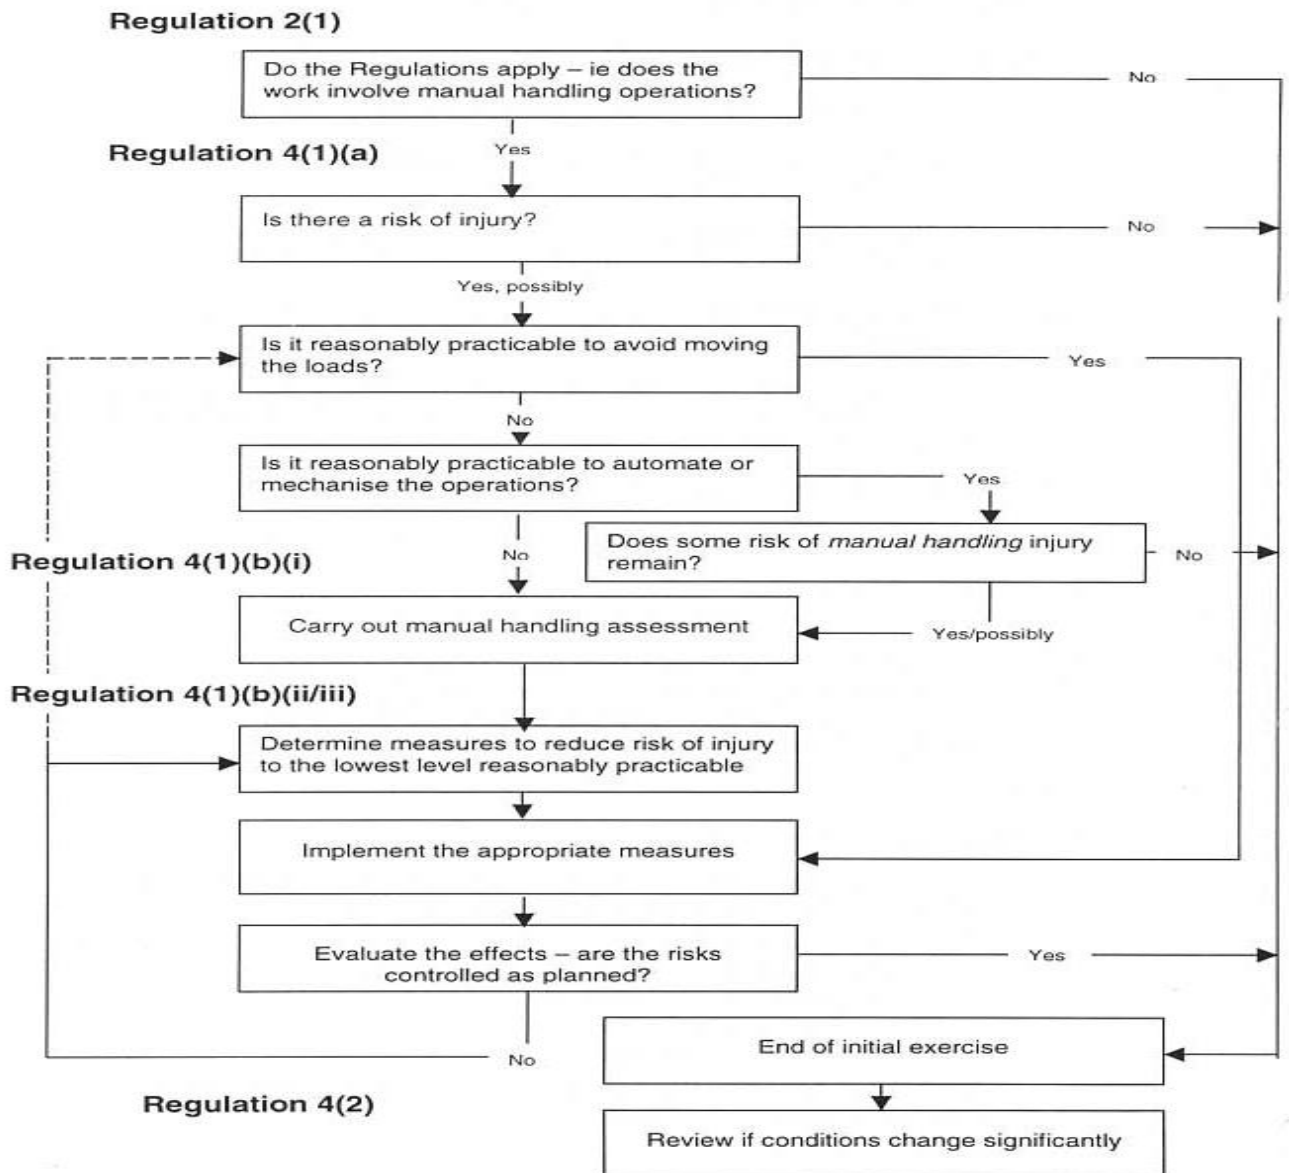 Regulation 2(1)
Do the Regulations apply – ie does the
work involve manual handling operations?
No
Yes
Regulation 4(1)(a)
Is there a risk of injury?
No
Yes, possibly
Is it reasonably practicable to avoid moving
the loads?
Yes
No
Is it reasonably practicable to automate or
mechanise the operations?
Yes
Does some risk of manual handling injury
remain?
No
No
Regulation 4(1)(b)(i)
Carry out manual handling assessment
Yes/possibly
Regulation 4(1)(b)(ii/iii)
Determine measures to reduce risk of injury
to the lowest level reasonably practicable
Implement the appropriate measures
Evaluate the effects – are the risks
controlled as planned?
Yes
No
End of initial exercise
Regulation 4(2)
Review if conditions change significantly